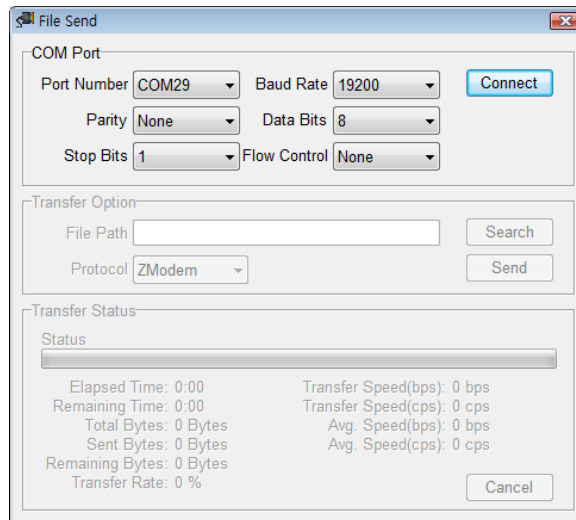 File Send
COM Port
Port Number COM29 Baud Rate 19200 Connect
Parity None Data Bits 8
Stop Bits 1 Flow Control None
Transfer Option
File Path Search
Protocol ZModem Send
Transfer Status
Status
Elapsed Time: 0:00 Transfer Speed(bps): 0 bps
Remaining Time: 0:00 Transfer Speed(cps): 0 cps
Total Bytes: 0 Bytes Avg. Speed(bps): 0 bps
Sent Bytes: 0 Bytes Avg. Speed(cps): 0 cps
Remaining Bytes: 0 Bytes
Transfer Rate: 0 % Cancel